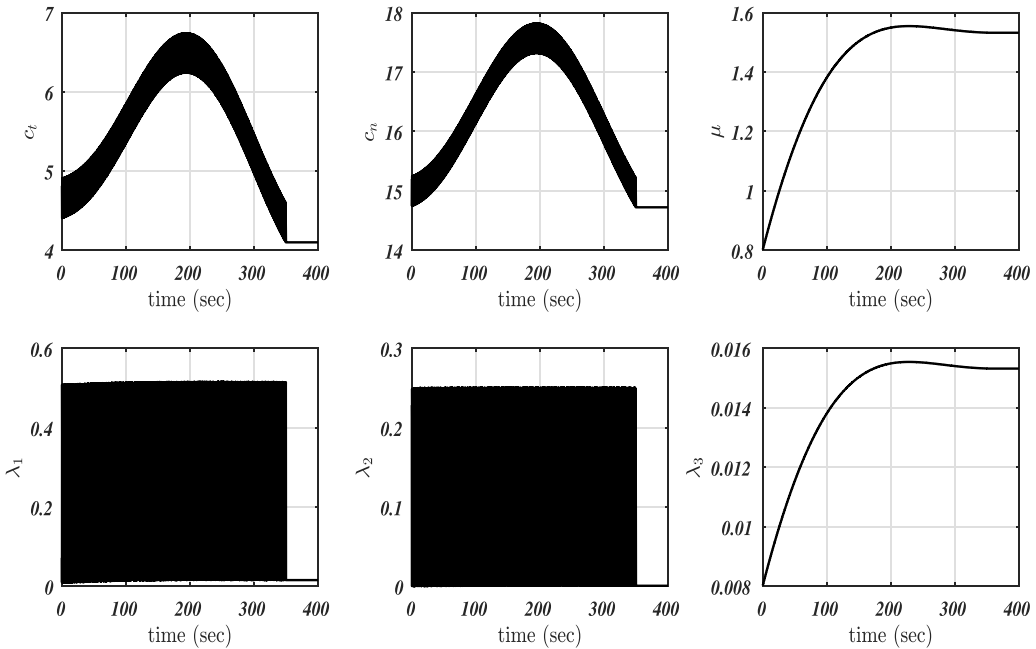 7
6
5
4
c_t
0 100 200 300 400
time (sec)
18
17
16
15
14
c_n
0 100 200 300 400
time (sec)
1.6
1.4
1.2
1
0.8
μ
0 100 200 300 400
time (sec)
0.6
0.4
0.2
0
λ_1
0 100 200 300 400
time (sec)
0.3
0.2
0.1
0
λ_2
0 100 200 300 400
time (sec)
0.016
0.014
0.012
0.01
0.008
λ_3
0 100 200 300 400
time (sec)